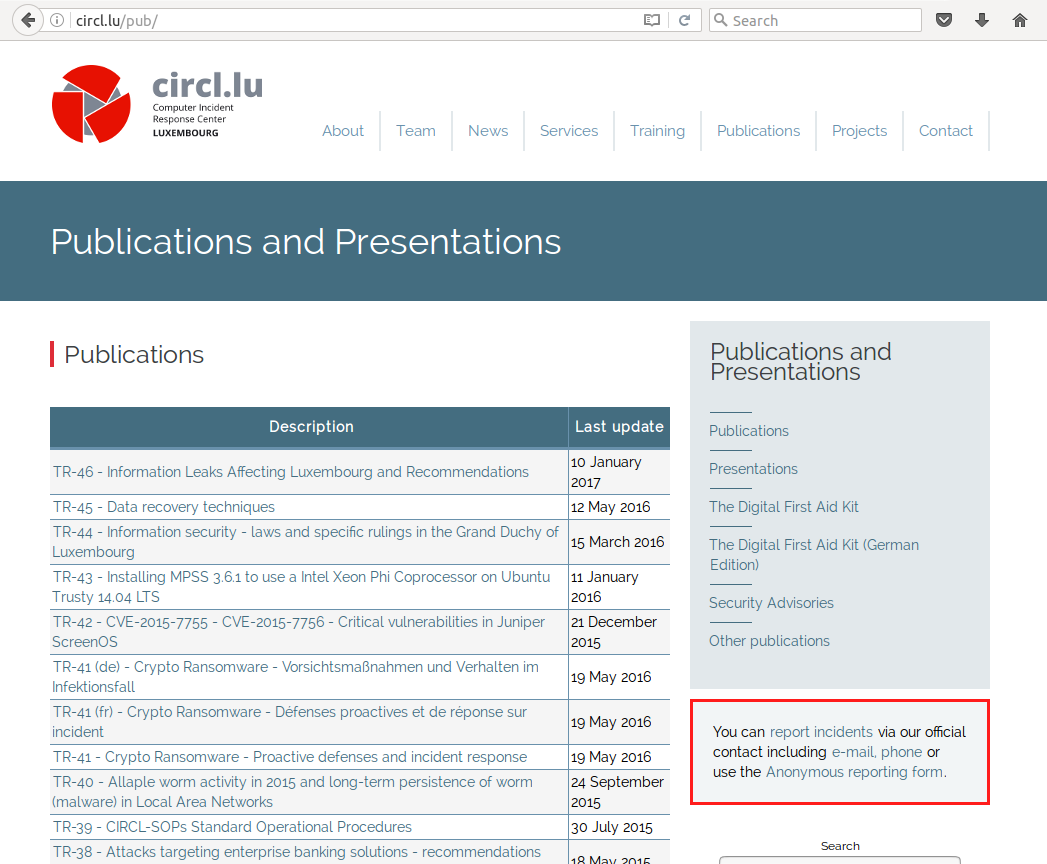 circl.lu/pub/
Search
circl.lu
Computer Incident
Response Center
LUXEMBOURG
About
Team
News
Services
Training
Publications
Projects
Contact
Publications and Presentations
Publications
Description
Last update
TR-46 - Information Leaks Affecting Luxembourg and Recommendations
10 January
2017
TR-45 - Data recovery techniques
12 May 2016
TR-44 - Information security - laws and specific rulings in the Grand Duchy of
Luxembourg
15 March 2016
TR-43 - Installing MPSS 3.6.1 to use a Intel Xeon Phi Coprocessor on Ubuntu
Trusty 14.04 LTS
11 January
2016
TR-42 - CVE-2015-7755 - CVE-2015-7756 - Critical vulnerabilities in Juniper
ScreenOS
21 December
2015
TR-41 (de) - Crypto Ransomware - Vorsichtsmaßnahmen und Verhalten im
Infektionsfall
19 May 2016
TR-41 (fr) - Crypto Ransomware - Défenses proactives et de réponse sur
incident
19 May 2016
TR-41 - Crypto Ransomware - Proactive defenses and incident response
19 May 2016
TR-40 - Allaple worm activity in 2015 and long-term persistence of worm
(malware) in Local Area Networks
24 September
2015
TR-39 - CIRCL-SOPs Standard Operational Procedures
30 July 2015
TR-38 - Attacks targeting enterprise banking solutions - recommendations
18 May 2015
Publications and
Presentations
Publications
Presentations
The Digital First Aid Kit
The Digital First Aid Kit (German
Edition)
Security Advisories
Other publications
You can report incidents via our official
contact including e-mail, phone or
use the Anonymous reporting form.
Search